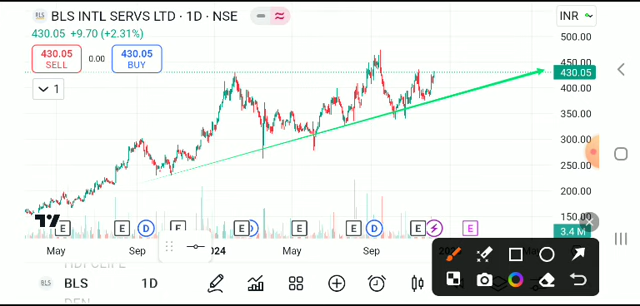 BLS BLS INTL SERVS LTD · 1D · NSE
INR
430.05 +9.70 (+2.31%)
430.05 SELL
0.00
430.05 BUY
1
500.00
450.00
430.05
400.00
350.00
300.00
250.00
200.00
150.00
3.4 M
E E D E E D E E D E E
May Sep 2024 May Sep
BLS BLS 1D